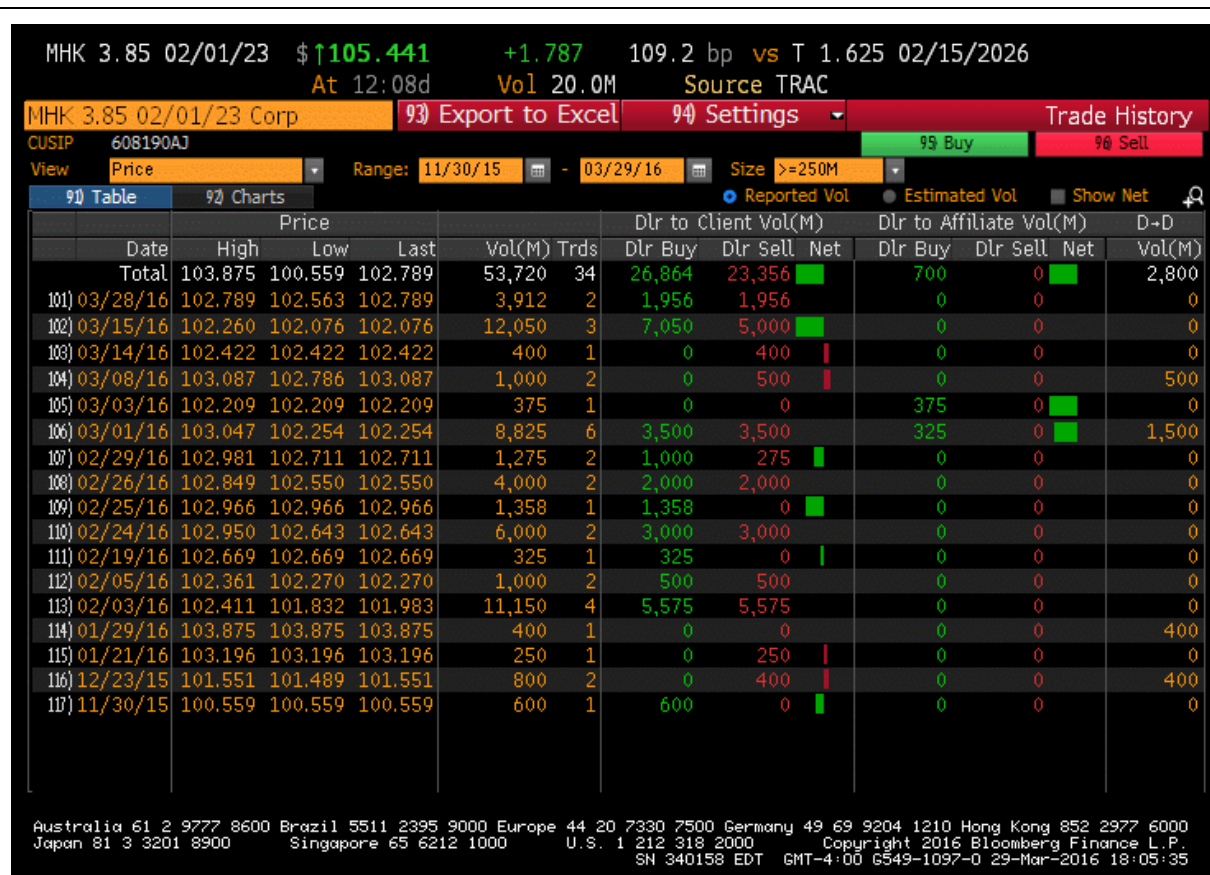 MHK 3.85 02/01/23 $↑105.441 +1.787 109.2 bp vs T 1.625 02/15/2026
At 12:08d Vol 20.0M Source TRAC
MHK 3.85 02/01/23 Corp 93) Export to Excel 94) Settings Trade History
CUSIP 608190AJ 95) Buy 96) Sell
View Price Range: 11/30/15 - 03/29/16 Size >=250M
91) Table 92) Charts Reported Vol Estimated Vol Show Net
Price Dlr to Client Vol(M) Dlr to Affiliate Vol(M) D→D
Date High Low Last Vol(M) Trds Dlr Buy Dlr Sell Net Dlr Buy Dlr Sell Net Vol(M)
Total 103.875 100.559 102.789 53,720 34 26,864 23,356 700 0 2,800
101) 03/28/16 102.789 102.563 102.789 3,912 2 1,956 1,956 0 0 0
102) 03/15/16 102.260 102.076 102.076 12,050 3 7,050 5,000 0 0 0
103) 03/14/16 102.422 102.422 102.422 400 1 0 400 0 0 0
104) 03/08/16 103.087 102.786 103.087 1,000 2 0 500 0 0 500
105) 03/03/16 102.209 102.209 102.209 375 1 0 0 375 0 0
106) 03/01/16 103.047 102.254 102.254 8,825 6 3,500 3,500 325 0 1,500
107) 02/29/16 102.981 102.711 102.711 1,275 2 1,000 275 0 0 0
108) 02/26/16 102.849 102.550 102.550 4,000 2 2,000 2,000 0 0 0
109) 02/25/16 102.966 102.966 102.966 1,358 1 1,358 0 0 0 0
110) 02/24/16 102.950 102.643 102.643 6,000 2 3,000 3,000 0 0 0
111) 02/19/16 102.669 102.669 102.669 325 1 325 0 0 0 0
112) 02/05/16 102.361 102.270 102.270 1,000 2 500 500 0 0 0
113) 02/03/16 102.411 101.832 101.983 11,150 4 5,575 5,575 0 0 0
114) 01/29/16 103.875 103.875 103.875 400 1 0 0 0 0 400
115) 01/21/16 103.196 103.196 103.196 250 1 0 250 0 0 0
116) 12/23/15 101.551 101.489 101.551 800 2 0 400 0 0 400
117) 11/30/15 100.559 100.559 100.559 600 1 600 0 0 0 0
Australia 61 2 9777 8600 Brazil 5511 2395 9000 Europe 44 20 7330 7500 Germany 49 69 9204 1210 Hong Kong 852 2977 6000
Japan 81 3 3201 8900 Singapore 65 6212 1000 U.S. 1 212 318 2000 Copyright 2016 Bloomberg Finance L.P.
SN 340158 EDT GMT-4:00 G549-1097-0 29-Mar-2016 18:05:35